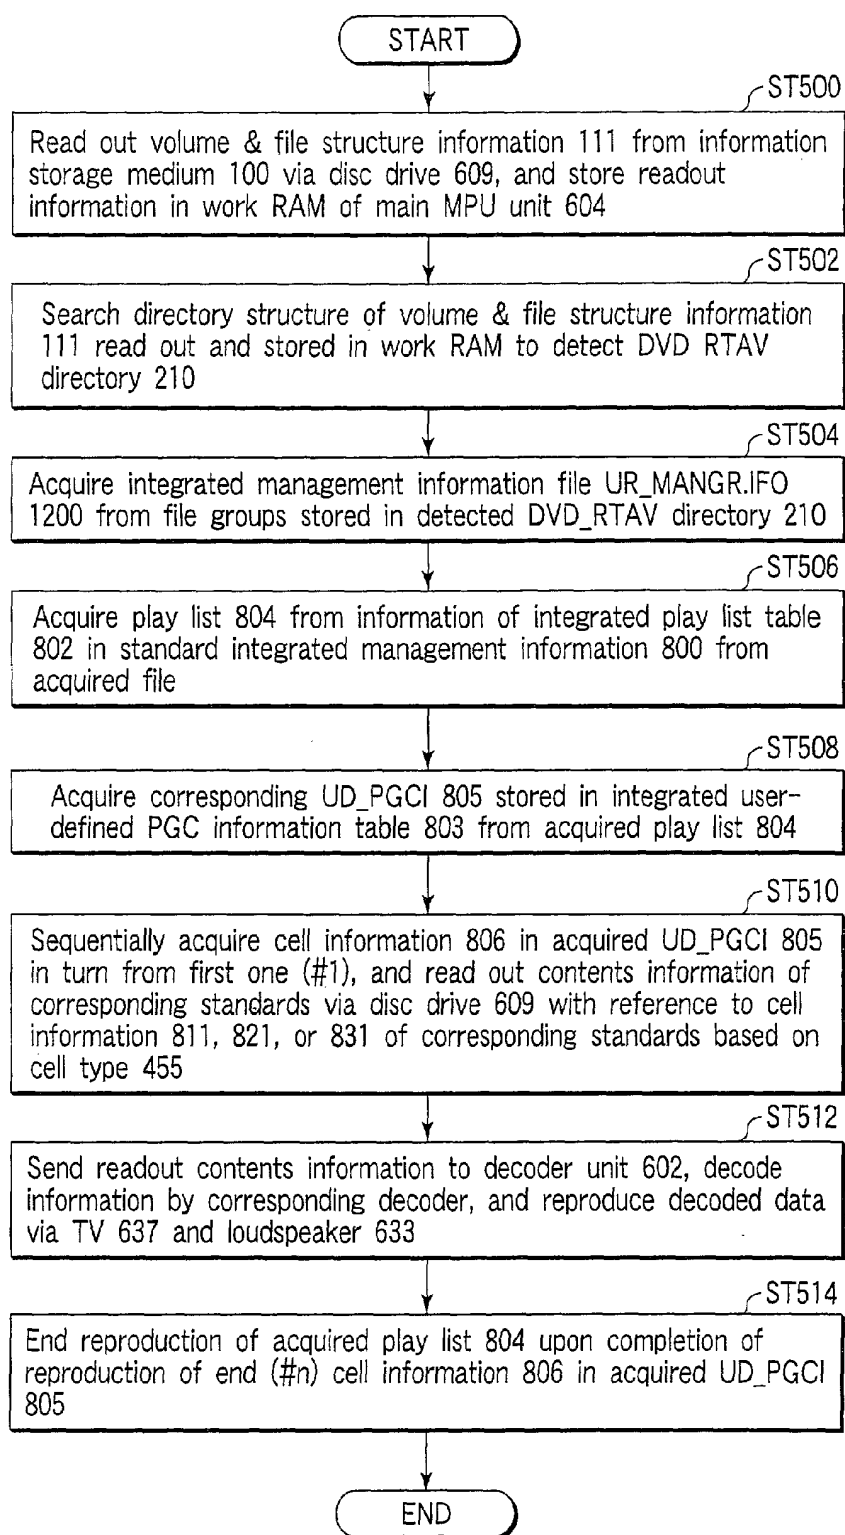 START
ST500
Read out volume & file structure information 111 from information
storage medium 100 via disc drive 609, and store readout
information in work RAM of main MPU unit 604
ST502
Search directory structure of volume & file structure information
111 read out and stored in work RAM to detect DVD RTAV
directory 210
ST504
Acquire integrated management information file UR_MANGR.IFO
1200 from file groups stored in detected DVD_RTAV directory 210
ST506
Acquire play list 804 from information of integrated play list table
802 in standard integrated management information 800 from
acquired file
ST508
Acquire corresponding UD_PGCI 805 stored in integrated user-
defined PGC information table 803 from acquired play list 804
ST510
Sequentially acquire cell information 806 in acquired UD_PGCI 805
in turn from first one (#1), and read out contents information of
corresponding standards via disc drive 609 with reference to cell
information 811, 821, or 831 of corresponding standards based on
cell type 455
ST512
Send readout contents information to decoder unit 602, decode
information by corresponding decoder, and reproduce decoded data
via TV 637 and loudspeaker 633
ST514
End reproduction of acquired play list 804 upon completion of
reproduction of end (#n) cell information 806 in acquired UD_PGCI
805
END